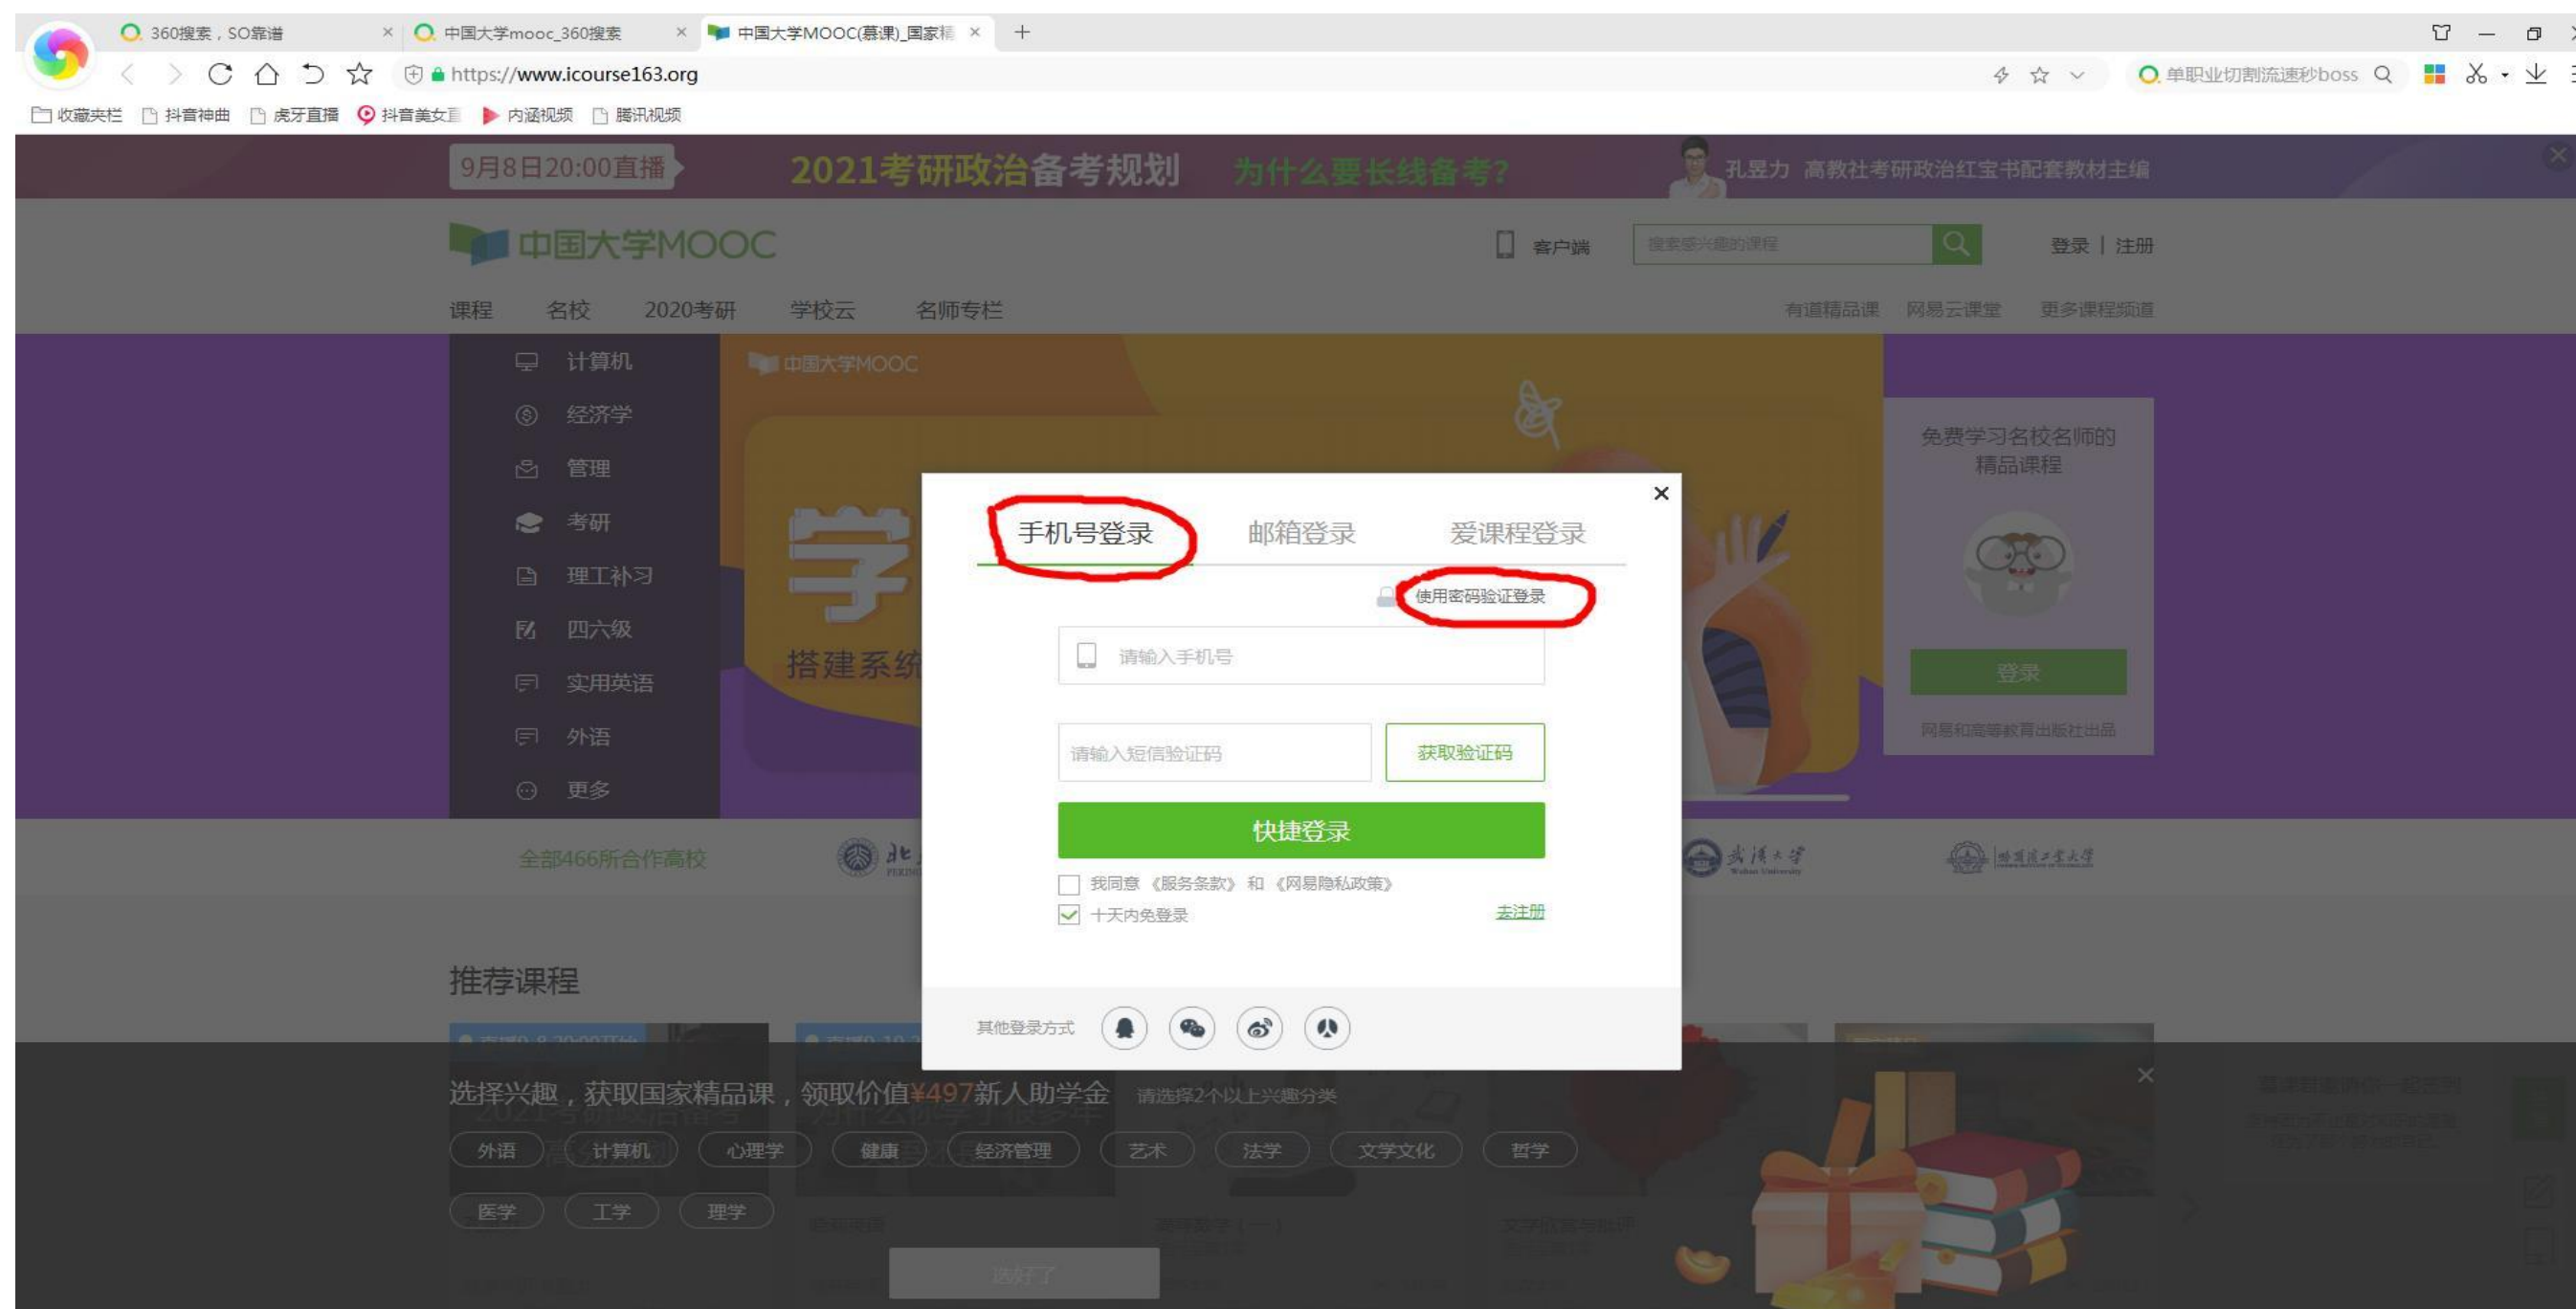 360搜索，SO靠谱
中国大学mooc_360搜索
中国大学MOOC(慕课)_国家精
https://www.icourse163.org
单职业切割流速秒boss
收藏夹栏 抖音神曲 虎牙直播 抖音美女直 内涵视频 腾讯视频
9月8日20:00直播 2021考研政治备考规划 为什么要长线备考? 孔昱力 高教社考研政治红宝书配套教材主编
中国大学MOOC
客户端 搜索感兴趣的课程 登录 | 注册
课程 名校 2020考研 学校云 名师专栏 有道精品课 网易云课堂 更多课程频道
计算机
经济学
管理
考研
理工补习
四六级
实用英语
外语
更多
中国大学MOOC
学
搭建系统
免费学习名校名师的
精品课程
登录
网易和高等教育出版社出品
手机号登录 邮箱登录 爱课程登录
使用密码验证登录
请输入手机号
请输入短信验证码 获取验证码
快捷登录
我同意《服务条款》和《网易隐私政策》
十天内免登录 去注册
其他登录方式
全部466所合作高校 武汉大学 哈尔滨工业大学
Wuhan University
推荐课程
选择兴趣，获取国家精品课，领取价值¥497新人助学金 请选择2个以上兴趣分类
外语 计算机 心理学 健康 经济管理 艺术 法学 文学文化 哲学
医学 工学 理学
选好了